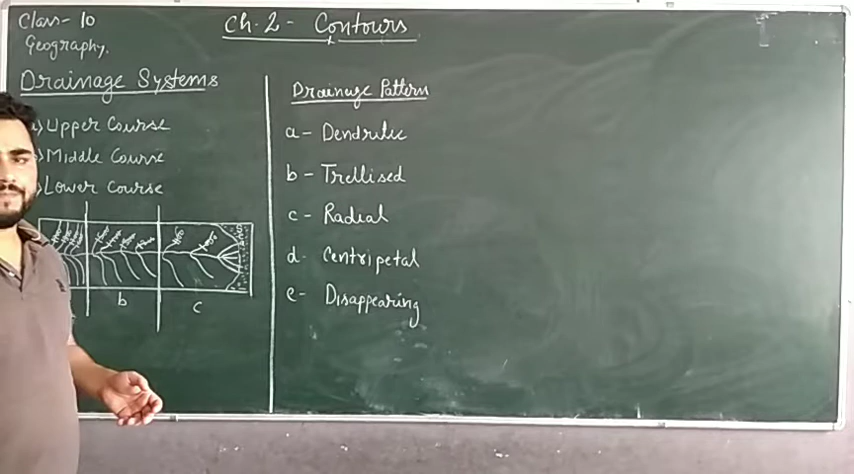 Class-10
Geography,
Ch. 2 - Contours
Drainage Systems
Upper Course
Middle Course
Lower Course
b
c
Drainage Pattern
a - Dendrutic
b - Trellised
c - Radial
d. Centripetal
e - Disappearing